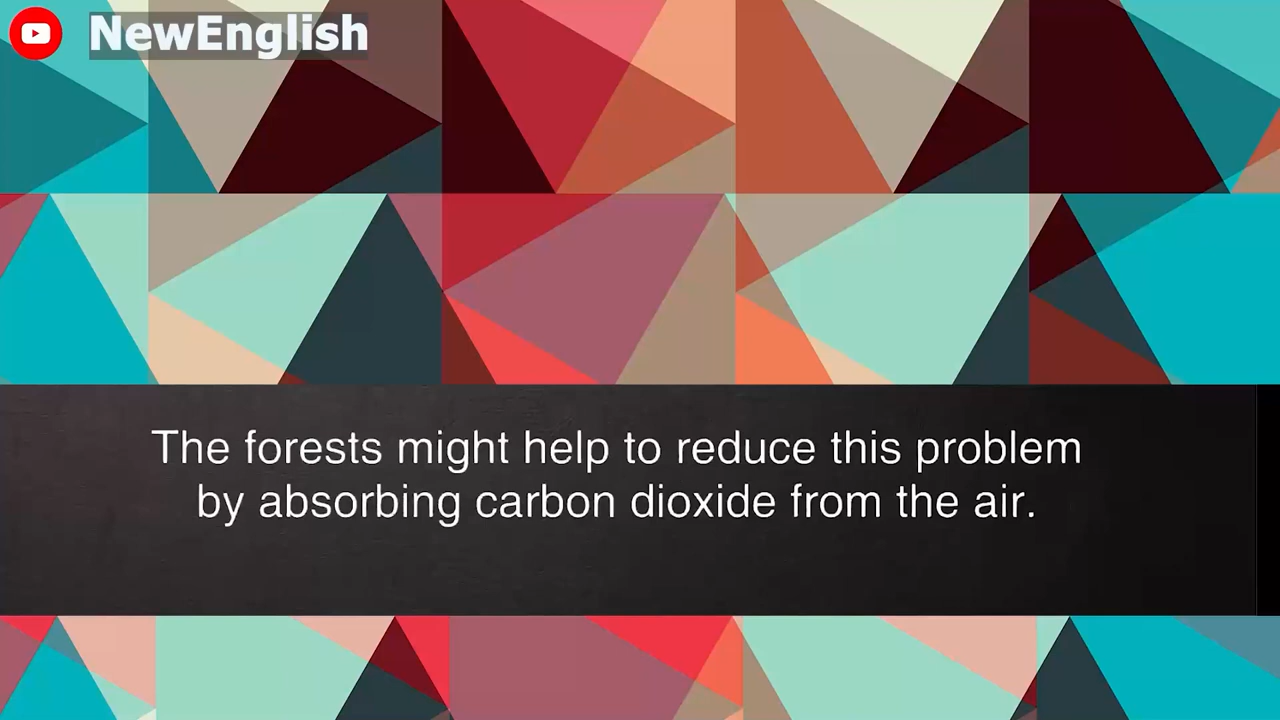 NewEnglish
The forests might help to reduce this problem
by absorbing carbon dioxide from the air.